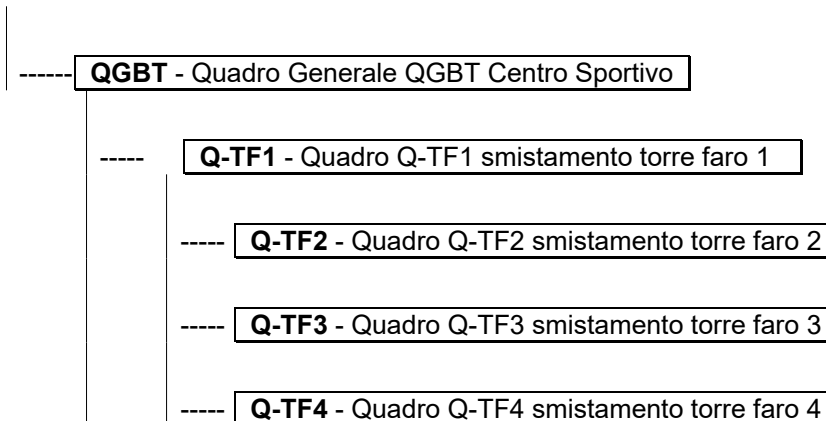 ------ QGBT - Quadro Generale QGBT Centro Sportivo
----- Q-TF1 - Quadro Q-TF1 smistamento torre faro 1
----- Q-TF2 - Quadro Q-TF2 smistamento torre faro 2
----- Q-TF3 - Quadro Q-TF3 smistamento torre faro 3
----- Q-TF4 - Quadro Q-TF4 smistamento torre faro 4